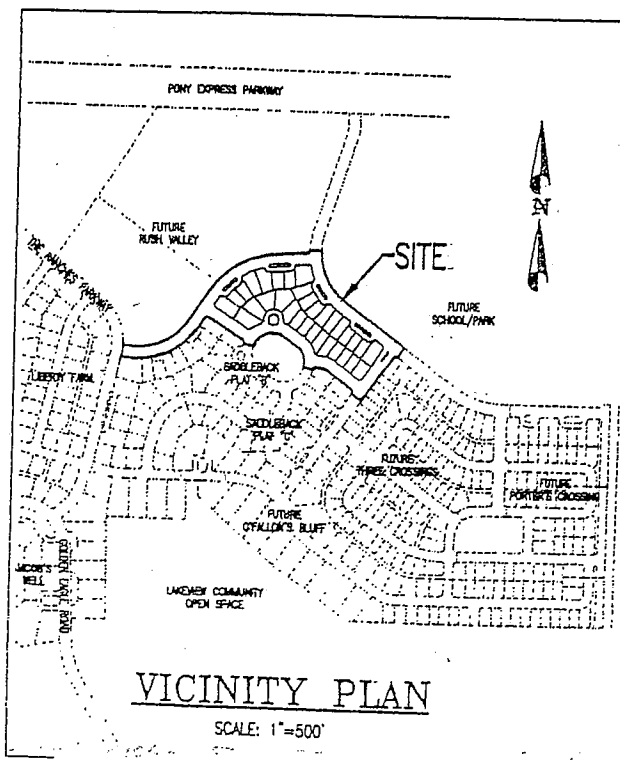 PONY EXPRESS PARKWAY
N
FUTURE
RUSH VALLEY
THE RANCHES PARKWAY
SITE
FUTURE
SCHOOL/PARK
LIBERTY FARM
SADDLEBACK
PLAT "B"
SADDLEBACK
PLAT "C"
FUTURE
THREE CROSSINGS
FUTURE
PORTER'S CROSSING
FUTURE
O'FALLON'S BLUFF
JACOB'S
WELL
GOLDEN EAGLE ROAD
LAKEVIEW COMMUNITY
OPEN SPACE
VICINITY PLAN
SCALE: 1"=500'